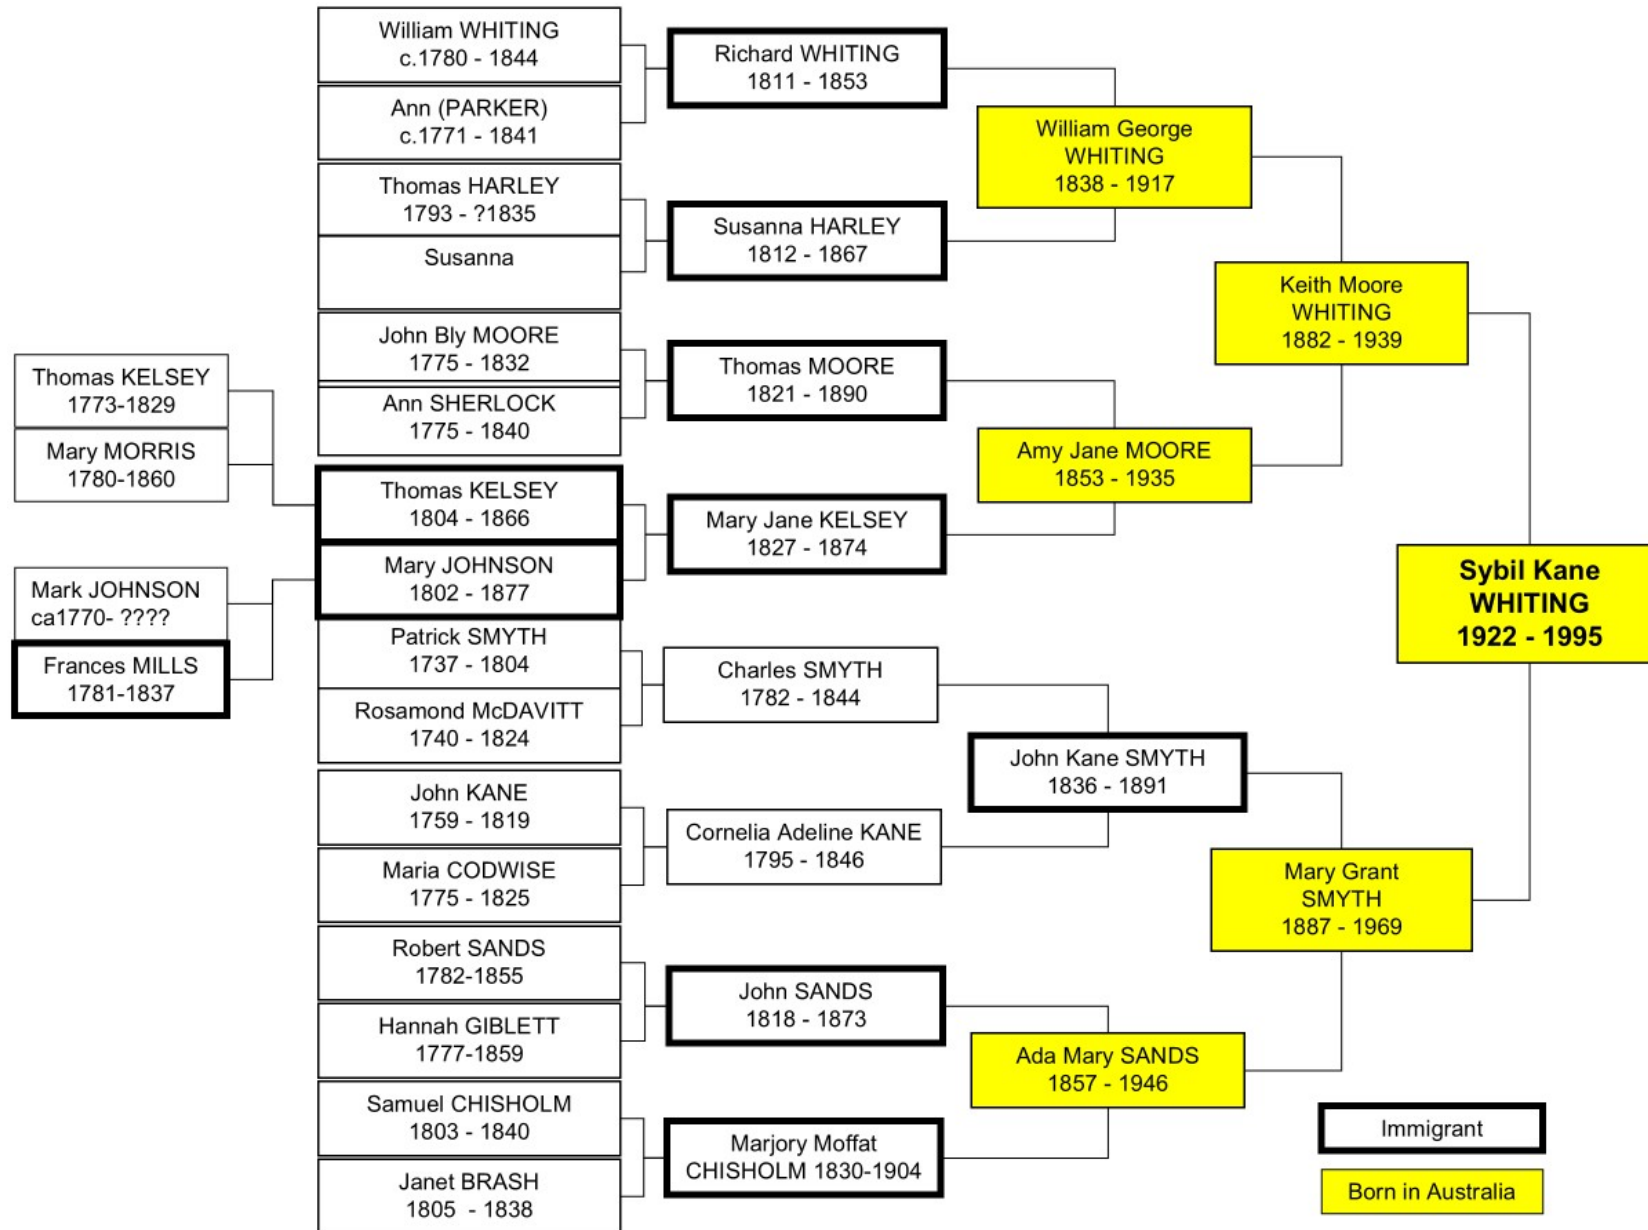 William WHITING
c.1780 - 1844
Ann (PARKER)
c.1771 - 1841
Thomas HARLEY
1793 - ?1835
Susanna
John Bly MOORE
1775 - 1832
Ann SHERLOCK
1775 - 1840
Thomas KELSEY
1773-1829
Mary MORRIS
1780-1860
Mark JOHNSON
ca1770- ????
Frances MILLS
1781-1837
Thomas KELSEY
1804 - 1866
Mary JOHNSON
1802 - 1877
Patrick SMYTH
1737 - 1804
Rosamond McDAVITT
1740 - 1824
John KANE
1759 - 1819
Maria CODWISE
1775 - 1825
Robert SANDS
1782-1855
Hannah GIBLETT
1777-1859
Samuel CHISHOLM
1803 - 1840
Janet BRASH
1805 - 1838
Richard WHITING
1811 - 1853
Susanna HARLEY
1812 - 1867
Thomas MOORE
1821 - 1890
Mary Jane KELSEY
1827 - 1874
Charles SMYTH
1782 - 1844
Cornelia Adeline KANE
1795 - 1846
John SANDS
1818 - 1873
Marjory Moffat
CHISHOLM 1830-1904
William George
WHITING
1838 - 1917
Amy Jane MOORE
1853 - 1935
John Kane SMYTH
1836 - 1891
Ada Mary SANDS
1857 - 1946
Keith Moore
WHITING
1882 - 1939
Mary Grant
SMYTH
1887 - 1969
Sybil Kane
WHITING
1922 - 1995
Immigrant
Born in Australia